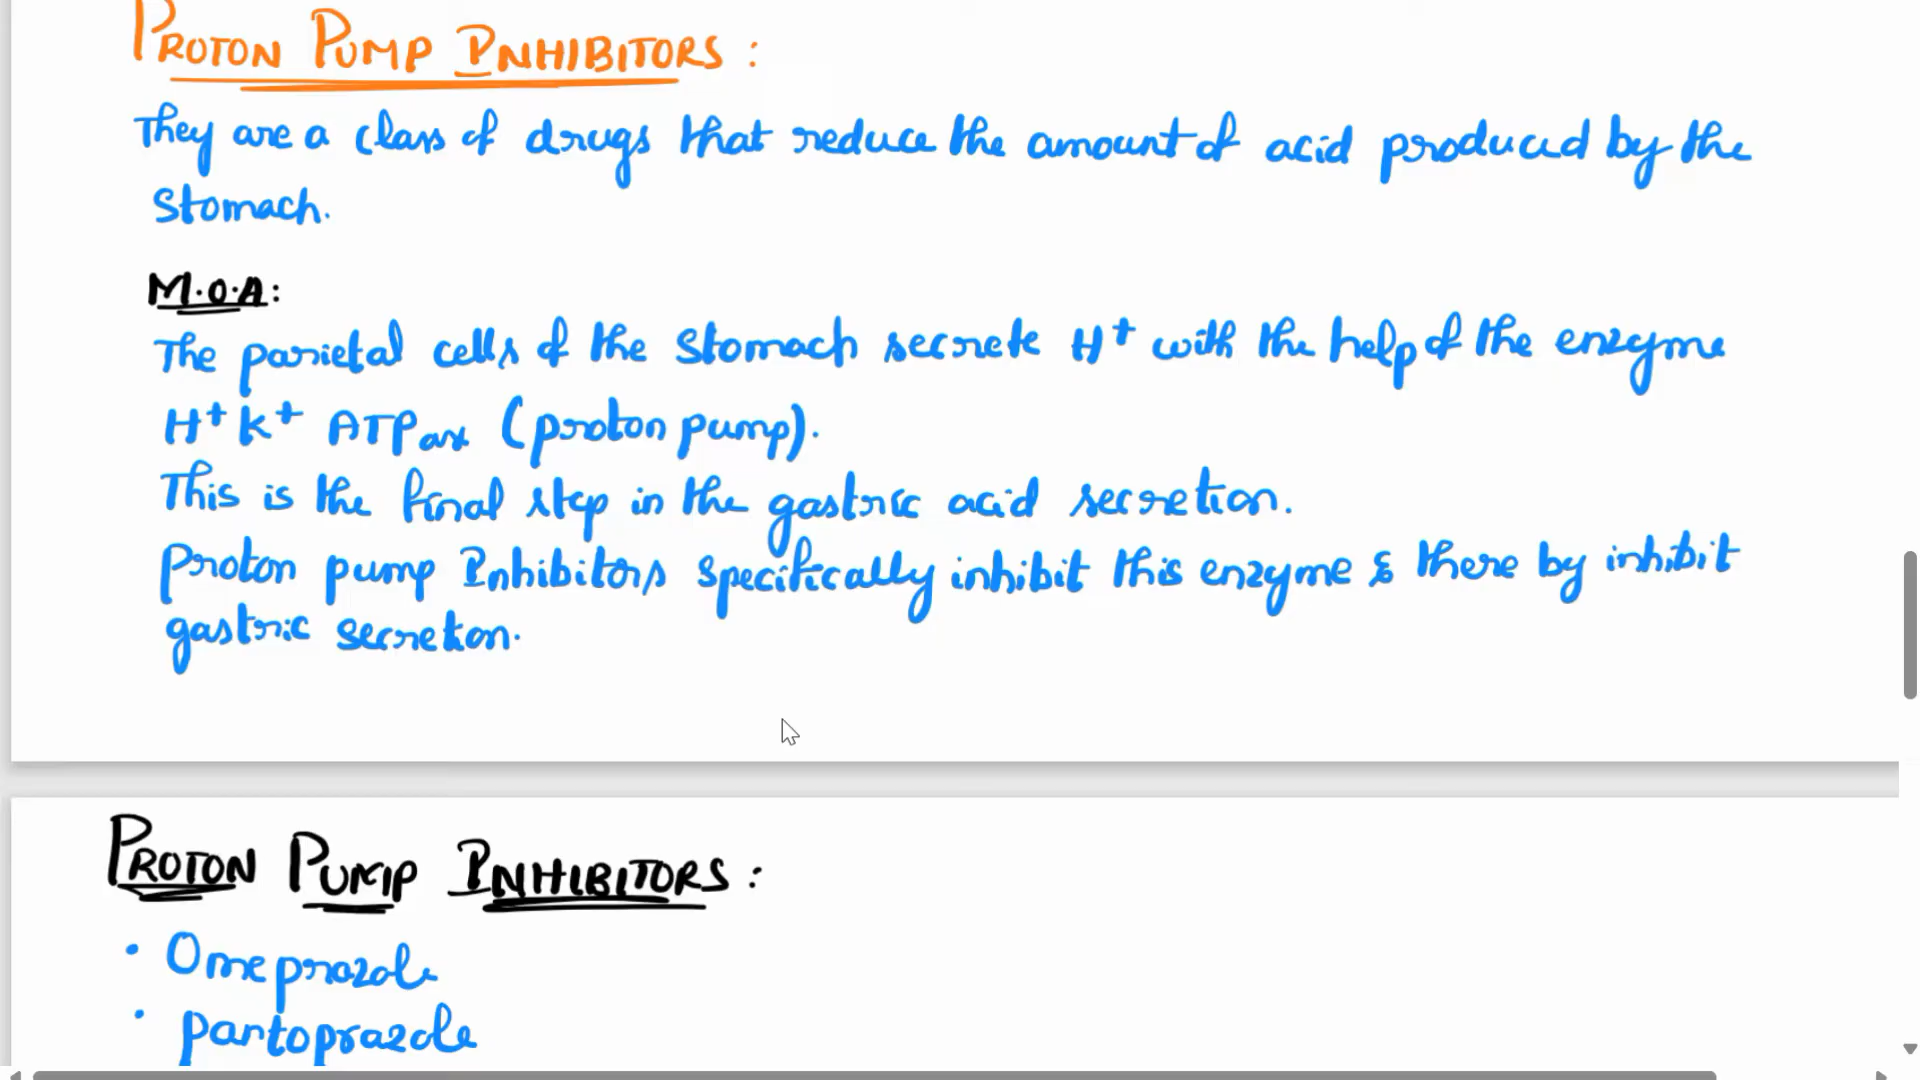 PROTON PUMP INHIBITORS :
They are a class of drugs that reduce the amount of acid produced by the
stomach.
M.O.A:
The parietal cells of the stomach secrete H+ with the help of the enzyme
H+K+ ATPase (proton pump).
This is the final step in the gastric acid secretion.
Proton pump Inhibitors specifically inhibit this enzyme & there by inhibit
gastric secretion.
PROTON PUMP INHIBITORS :
• Omeprazole
• pantoprazole